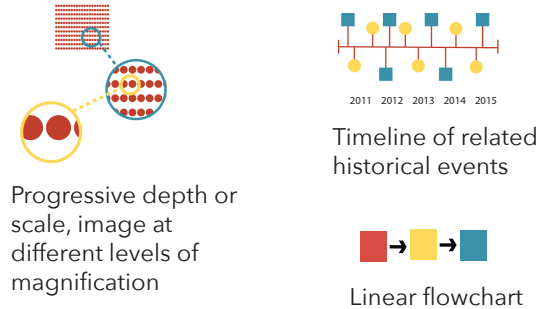 Progressive depth or
scale, image at
different levels of
magnification
2011 2012 2013 2014 2015
Timeline of related
historical events
Linear flowchart